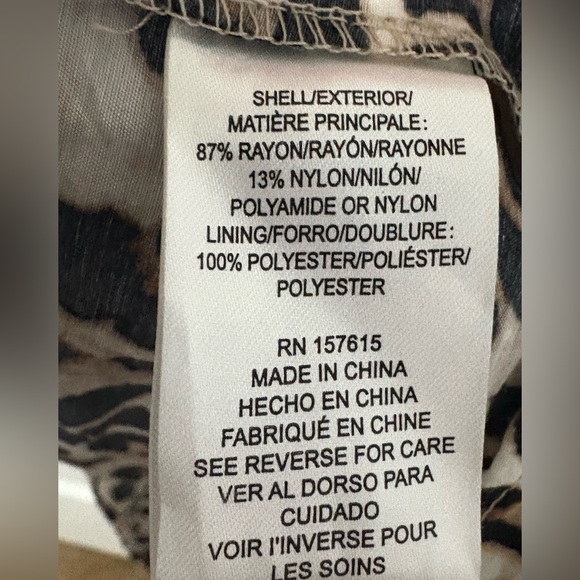 SHELL/EXTERIOR/
MATIÈRE PRINCIPALE:
87% RAYON/RAYÓN/RAYONNE
13% NYLON/NILÓN/
POLYAMIDE OR NYLON
LINING/FORRO/DOUBLURE:
100% POLYESTER/POLIÉSTER/
POLYESTER
RN 157615
MADE IN CHINA
HECHO EN CHINA
FABRIQUÉ EN CHINE
SEE REVERSE FOR CARE
VER AL DORSO PARA
CUIDADO
VOIR I'INVERSE POUR
LES SOINS